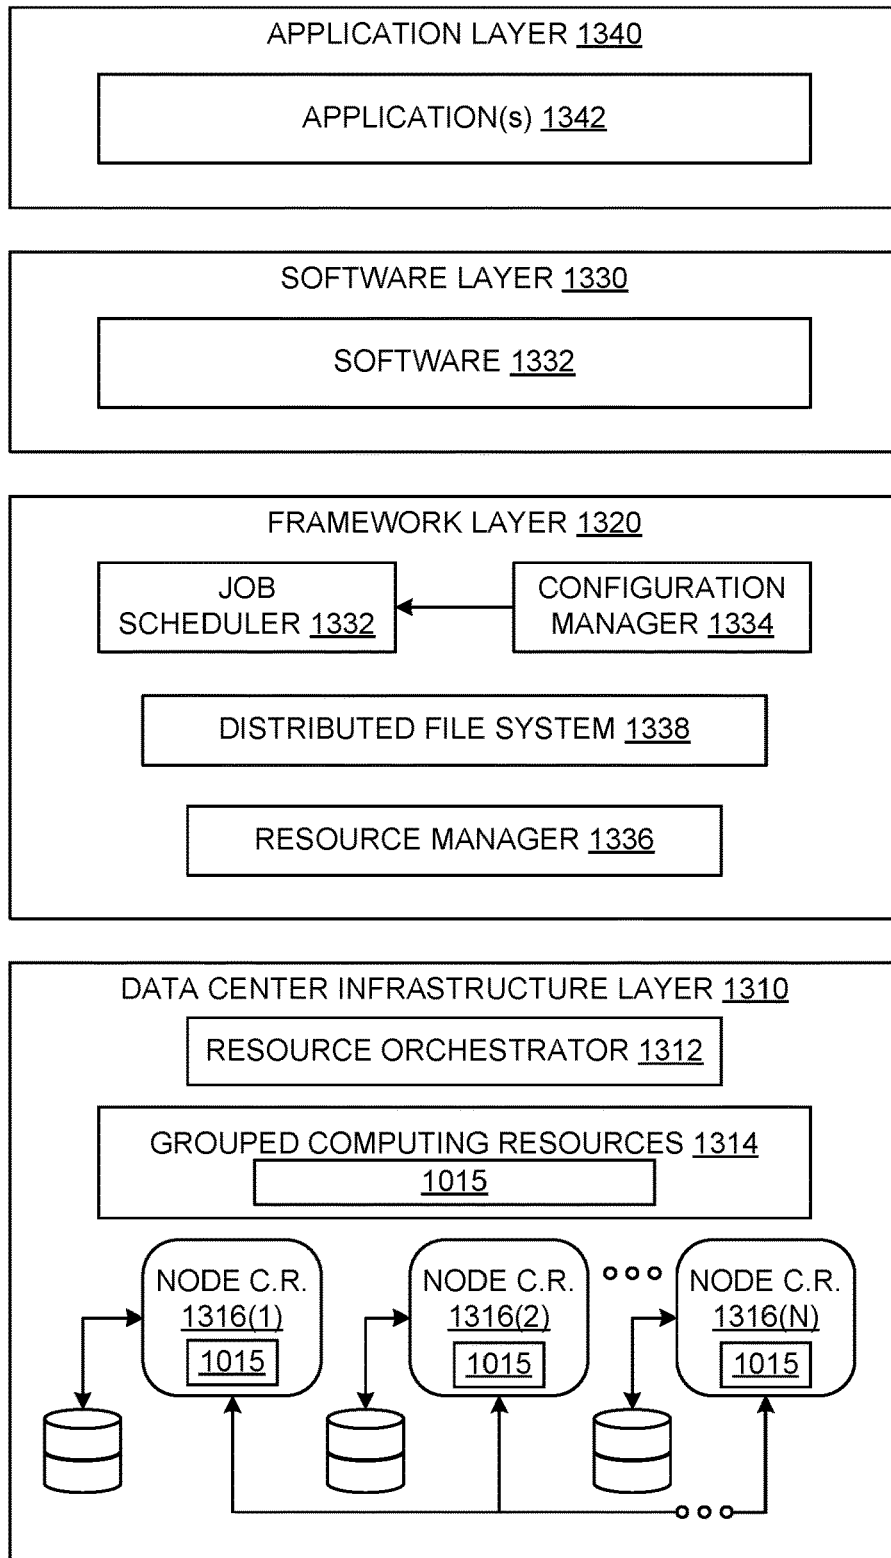 APPLICATION LAYER 1340
APPLICATION(s) 1342
SOFTWARE LAYER 1330
SOFTWARE 1332
FRAMEWORK LAYER 1320
JOB
SCHEDULER 1332
CONFIGURATION
MANAGER 1334
DISTRIBUTED FILE SYSTEM 1338
RESOURCE MANAGER 1336
DATA CENTER INFRASTRUCTURE LAYER 1310
RESOURCE ORCHESTRATOR 1312
GROUPED COMPUTING RESOURCES 1314
1015
NODE C.R.
1316(1)
1015
NODE C.R.
1316(2)
1015
NODE C.R.
1316(N)
1015